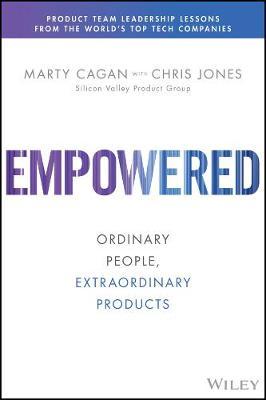 PRODUCT TEAM LEADERSHIP LESSONS
FROM THE WORLD'S TOP TECH COMPANIES
MARTY CAGAN WITH CHRIS JONES
Silicon Valley Product Group
EMPOWERED
ORDINARY
PEOPLE,
EXTRAORDINARY
PRODUCTS
WILEY